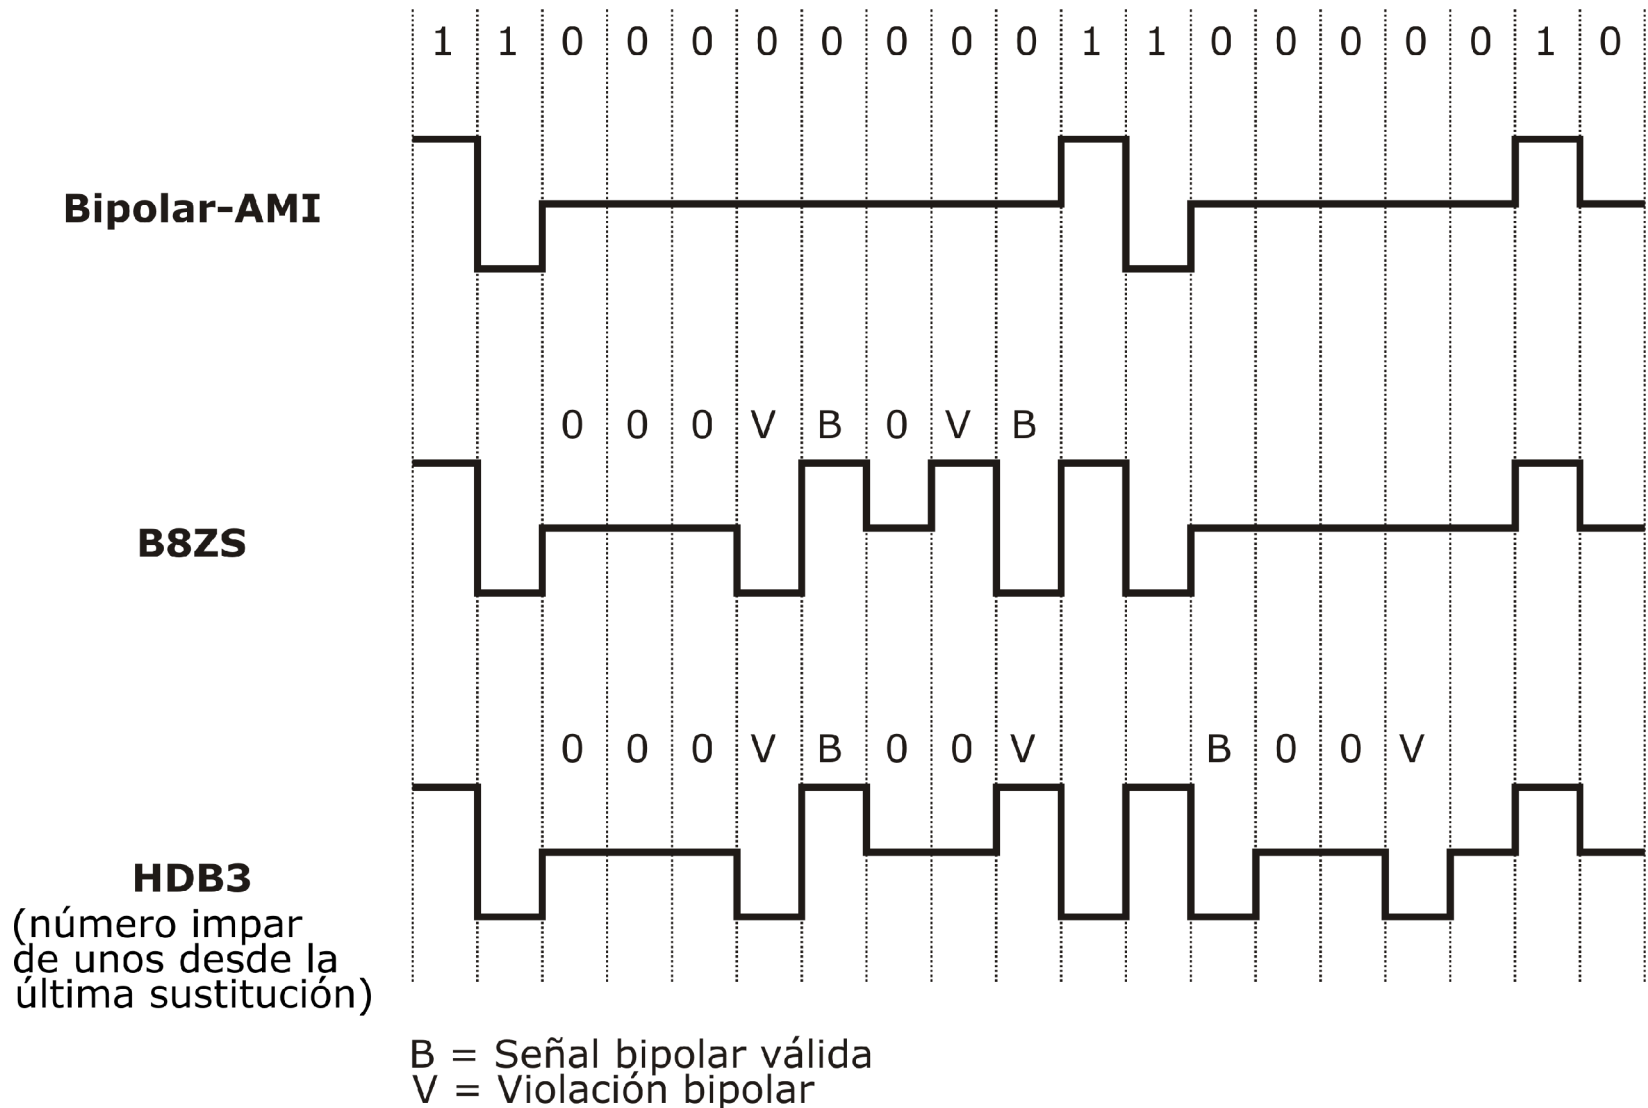 1 1 0 0 0 0 0 0 0 0 1 1 0 0 0 0 0 1 0
Bipolar-AMI
0 0 0 V B 0 V B
B8ZS
0 0 0 V B 0 0 V B 0 0 V
HDB3
(número impar
de unos desde la
última sustitución)
B = Señal bipolar válida
V = Violación bipolar